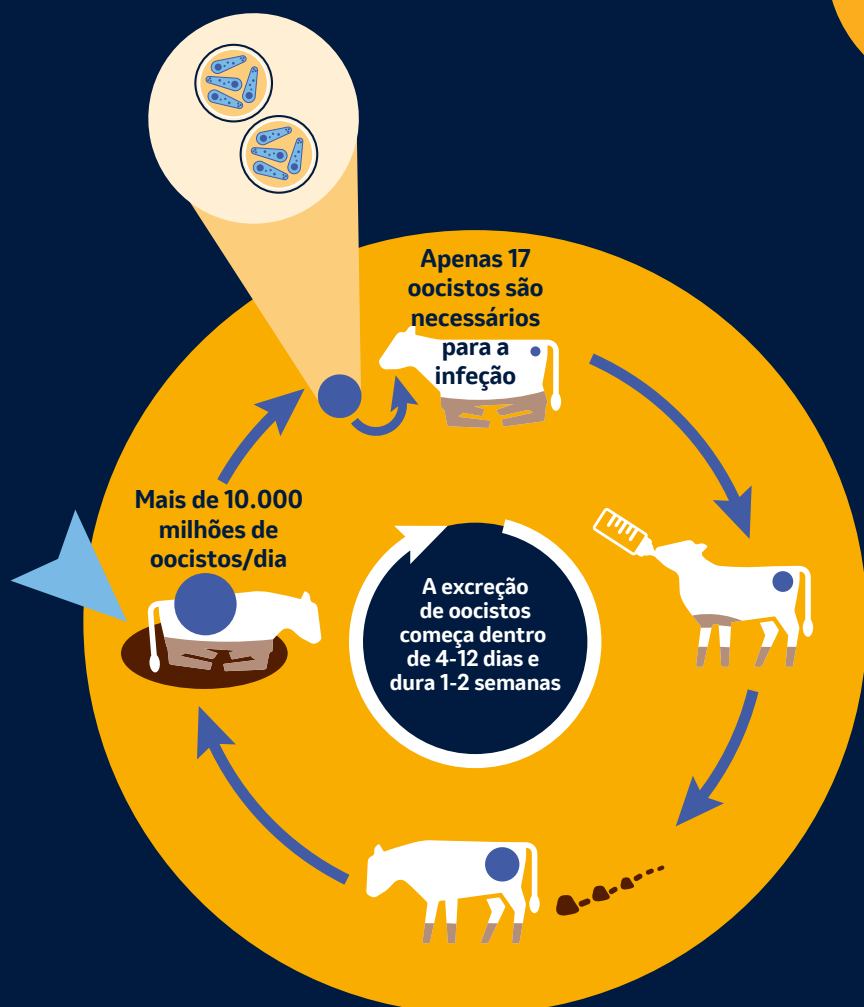 Apenas 17
oocistos são
necessários
para a
infeção
Mais de 10.000
milhões de
oocistos/dia
A excreção
de oocistos
começa dentro
de 4-12 dias e
dura 1-2 semanas